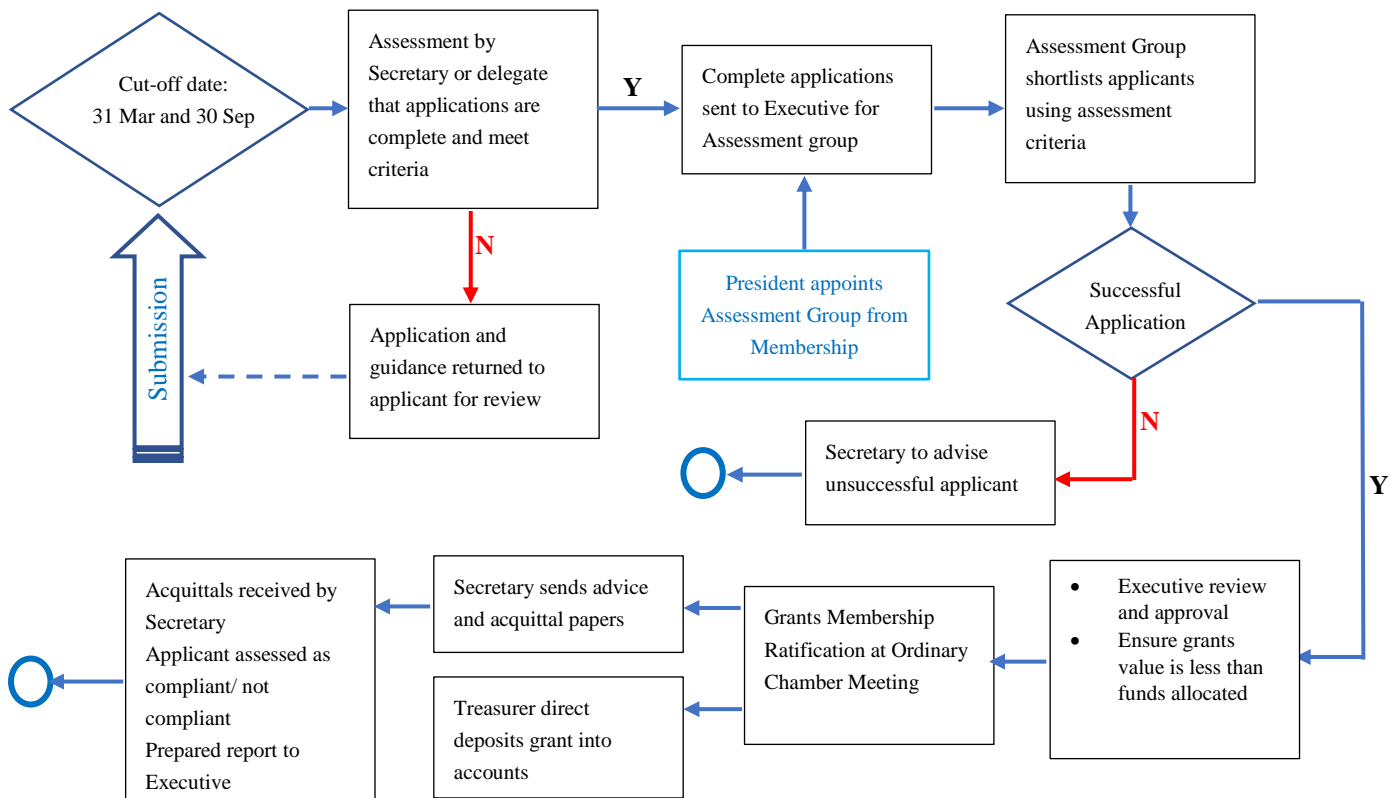 Cut-off date:
31 Mar and 30 Sep
Assessment by
Secretary or delegate
that applications are
complete and meet
criteria
Y
Complete applications
sent to Executive for
Assessment group
Assessment Group
shortlists applicants
using assessment
criteria
N
Submission
Application and
guidance returned to
applicant for review
President appoints
Assessment Group from
Membership
Successful
Application
N
Y
Secretary to advise
unsuccessful applicant
• Executive review
and approval
• Ensure grants
value is less than
funds allocated
Grants Membership
Ratification at Ordinary
Chamber Meeting
Secretary sends advice
and acquittal papers
Treasurer direct
deposits grant into
accounts
Acquittals received by
Secretary
Applicant assessed as
compliant/ not
compliant
Prepared report to
Executive